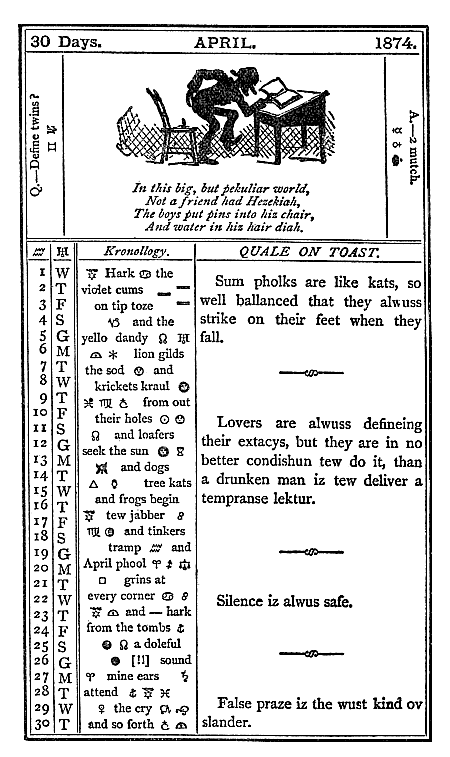 30 Days. APRIL. 1874.
Q.—Define twins?
A.—2 mutch.
In this big, but pekuliar world,
Not a friend had Hezekiah,
The boys put pins into hiz chair,
And water in hiz hair diah.
Kronollogy. QUALE ON TOAST.
1 W Hark the
2 T violet cums
3 F on tip toze
4 S and the
5 G yello dandy
6 M lion gilds
7 T the sod and
8 W krickets kraul
9 T from out
10 F their holes
11 S and loafers
12 G seek the sun
13 M and dogs
14 T tree kats
15 W and frogs begin
16 T tew jabber
17 F and tinkers
18 S tramp and
19 G April phool
20 M grins at
21 T every corner
22 W and — hark
23 T from the tombs
24 F a doleful
25 S [!!] sound
26 G mine ears
27 M attend
28 T the cry
29 W and so forth
30 T
Sum pholks are like kats, so
well ballanced that they alwuss
strike on their feet when they
fall.
Lovers are alwuss defineing
their extacys, but they are in no
better condishun tew do it, than
a drunken man iz tew deliver a
tempranse lektur.
Silence iz alwus safe.
False praze iz the wust kind ov
slander.